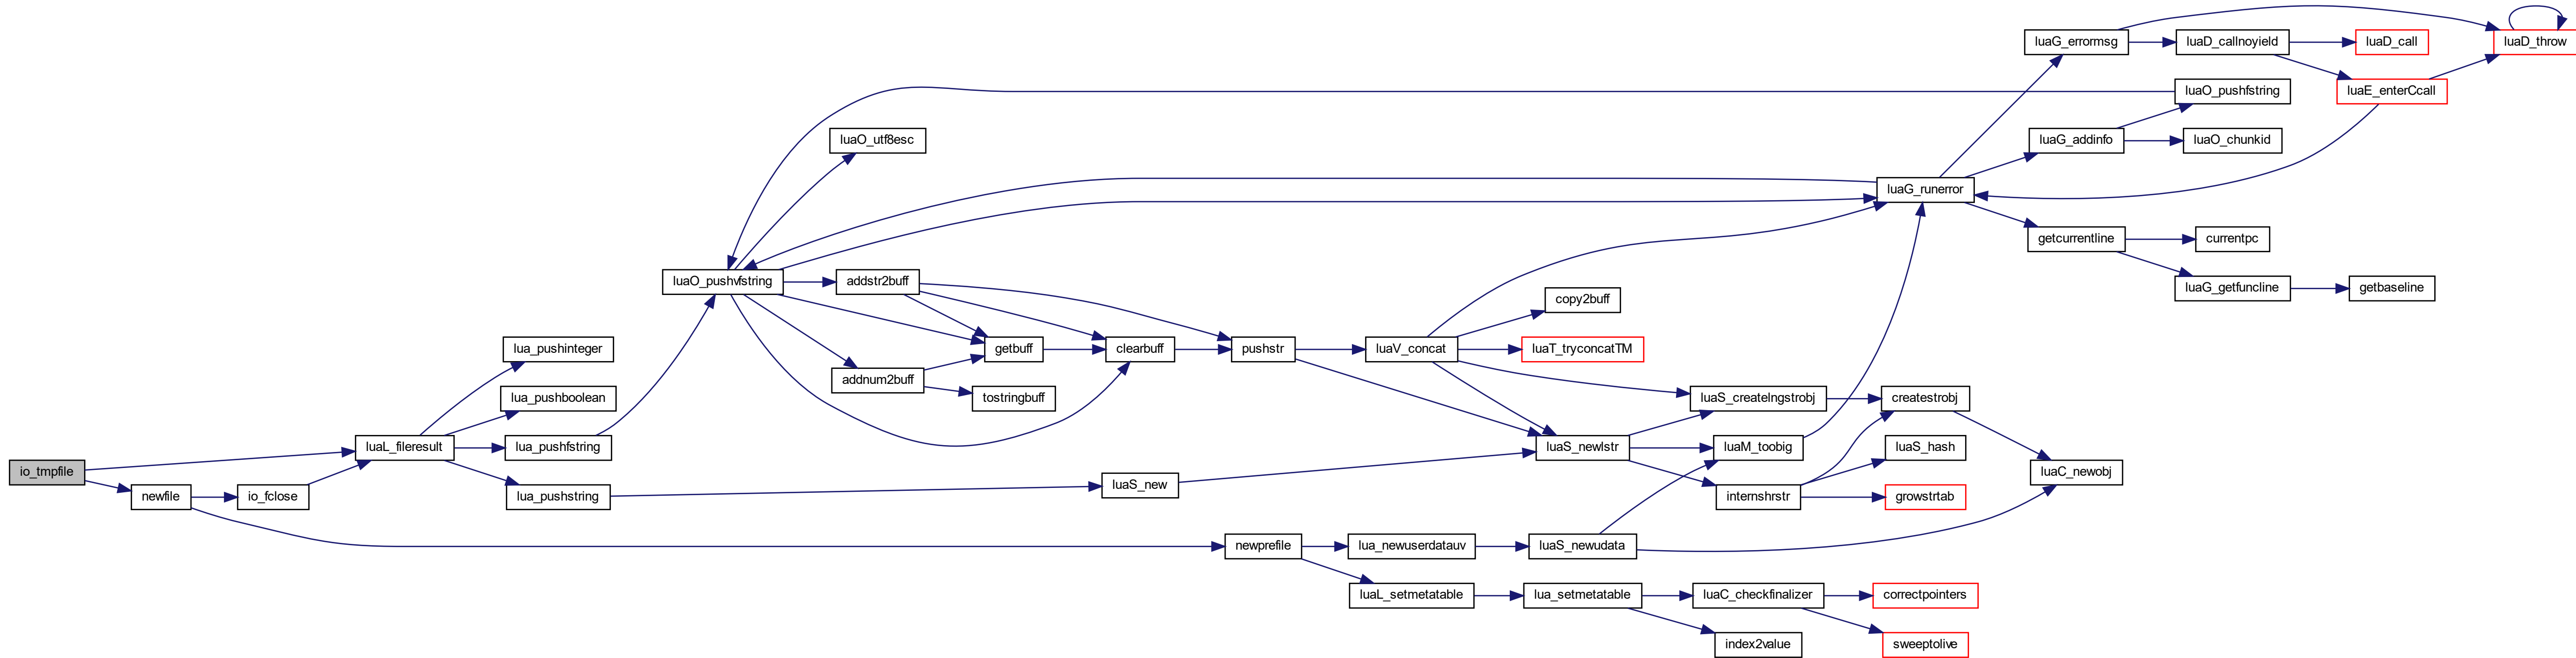 io_tmpfile
luaL_fileresult
newfile
io_fclose
lua_pushinteger
lua_pushboolean
lua_pushfstring
lua_pushstring
luaO_pushvfstring
luaO_utf8esc
addstr2buff
addnum2buff
getbuff
tostringbuff
clearbuff
luaS_new
pushstr
newprefile
luaV_concat
lua_newuserdatauv
luaL_setmetatable
copy2buff
luaT_tryconcatTM
luaS_newlstr
luaS_newudata
lua_setmetatable
luaS_createlngstrobj
luaM_toobig
internshrstr
luaC_checkfinalizer
index2value
luaG_runerror
createstrobj
luaS_hash
growstrtab
correctpointers
sweeptolive
luaG_errormsg
luaG_addinfo
getcurrentline
luaC_newobj
luaD_callnoyield
luaO_pushfstring
luaO_chunkid
currentpc
luaG_getfuncline
luaD_call
luaE_enterCcall
getbaseline
luaD_throw